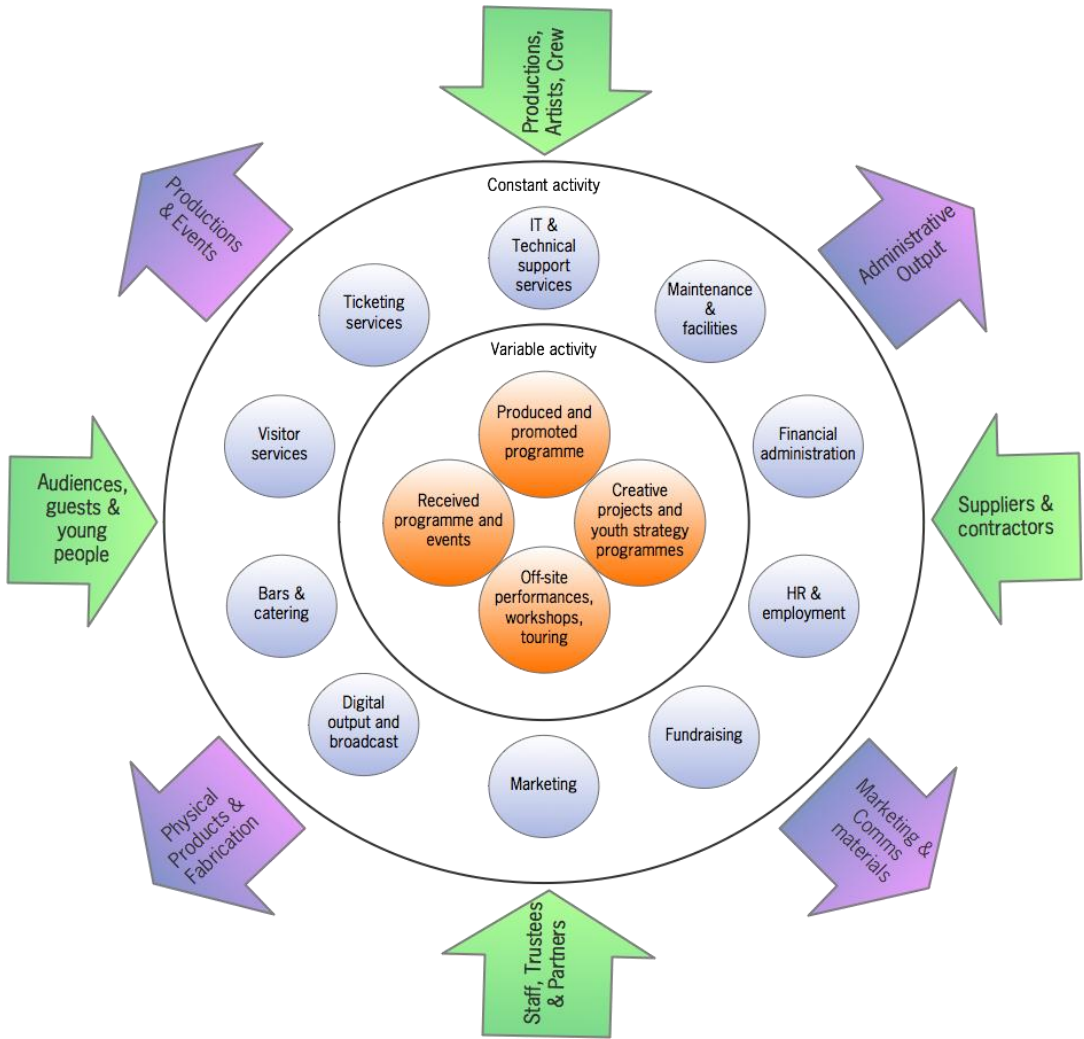 Productions,
Artists, Crew
Productions
& Events
Administrative
Output
Constant activity
IT &
Technical
support
services
Ticketing
services
Maintenance
&
facilities
Variable activity
Produced and
promoted
programme
Visitor
services
Financial
administration
Audiences,
guests &
young
people
Received
programme and
events
Creative
projects and
youth strategy
programmes
Suppliers &
contractors
Off-site
performances,
workshops,
touring
Bars &
catering
HR &
employment
Digital
output and
broadcast
Fundraising
Marketing
Physical
Products &
Fabrication
Marketing &
Comms
materials
Staff, Trustees
& Partners